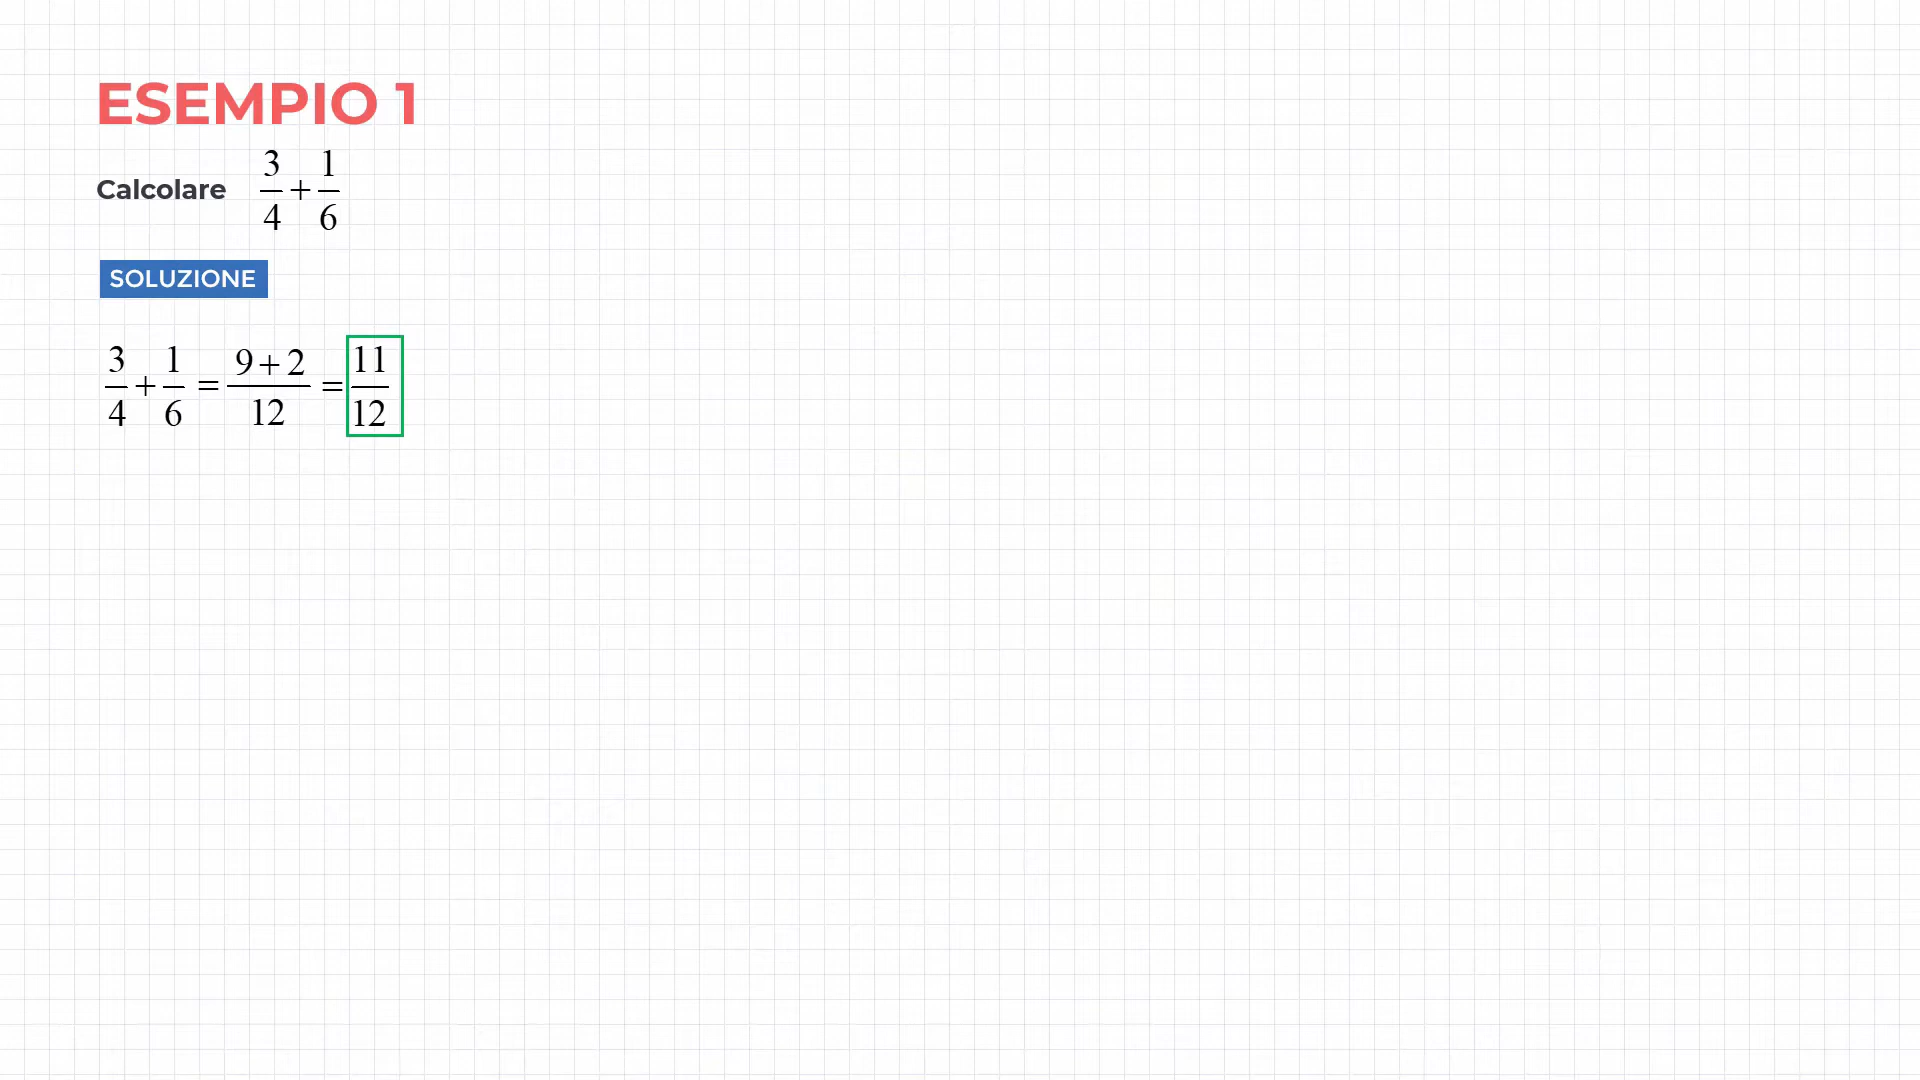 ESEMPIO 1
Calcolare 3/4 + 1/6
SOLUZIONE
3/4 + 1/6 = (9+2)/12 = 11/12